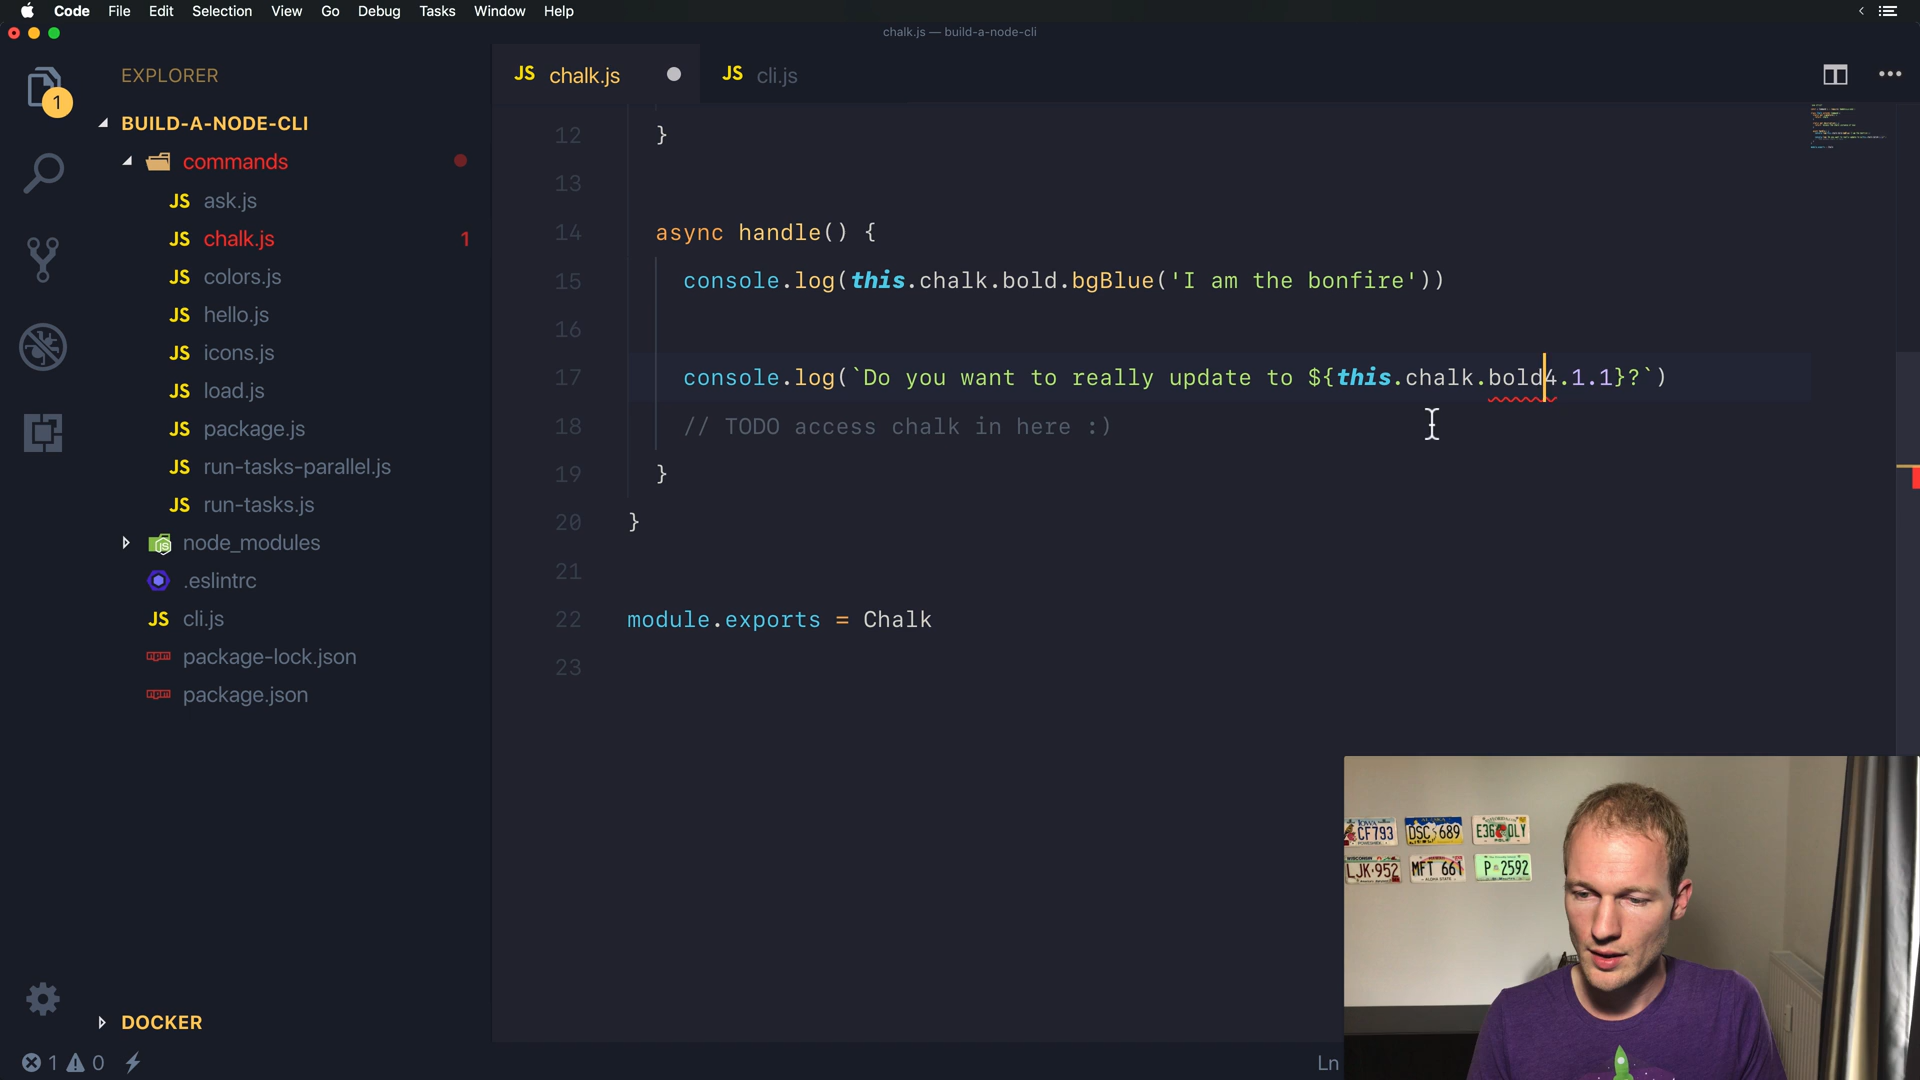 Code File Edit Selection View Go Debug Tasks Window Help
chalk.js — build-a-node-cli
EXPLORER
1
BUILD-A-NODE-CLI
commands
JS ask.js
JS chalk.js 1
JS colors.js
JS hello.js
JS icons.js
JS load.js
JS package.js
JS run-tasks-parallel.js
JS run-tasks.js
node_modules
.eslintrc
JS cli.js
package-lock.json
package.json
DOCKER
1 0
JS chalk.js
JS cli.js
12 }
13
14 async handle() {
15 console.log(this.chalk.bold.bgBlue('I am the bonfire'))
16
17 console.log(`Do you want to really update to ${this.chalk.bold4.1.1}?`)
18 // TODO access chalk in here :)
19 }
20 }
21
22 module.exports = Chalk
23
Ln
IOWA
CF793
DSC 689
E36 OLY
WISCONSIN
LJK·952
MFT 661
P 2592